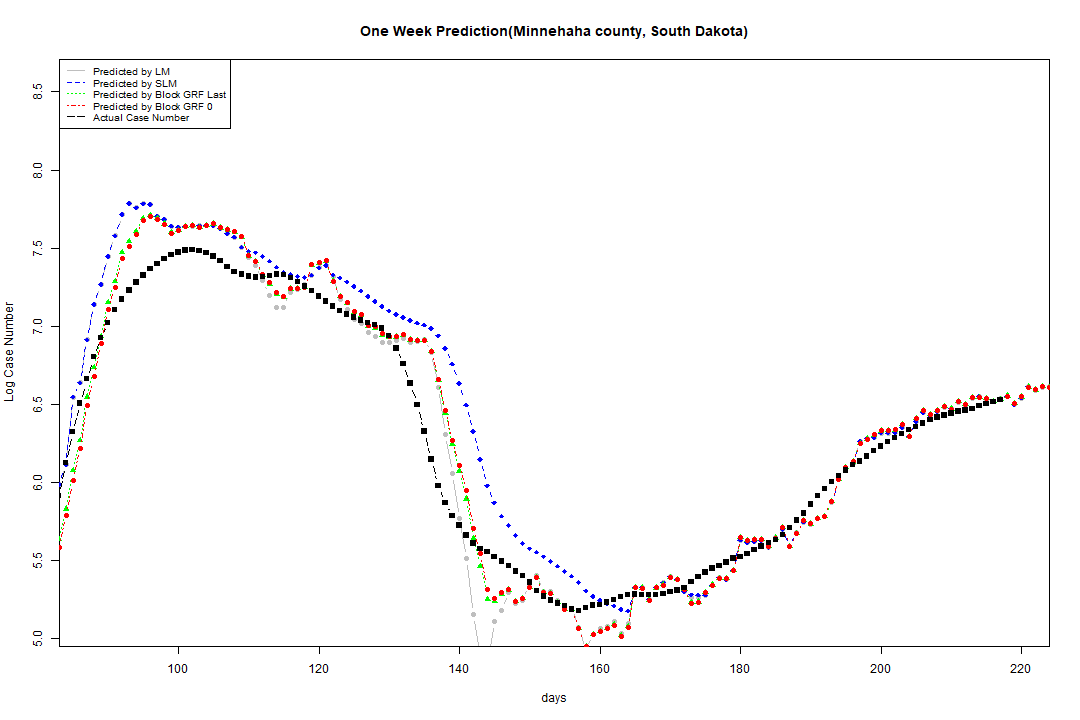 One Week Prediction(Minnehaha county, South Dakota)
Predicted by LM
Predicted by SLM
Predicted by Block GRF Last
Predicted by Block GRF 0
Actual Case Number
8.5
8.0
7.5
7.0
6.5
6.0
5.5
5.0
Log Case Number
100 120 140 160 180 200 220
days